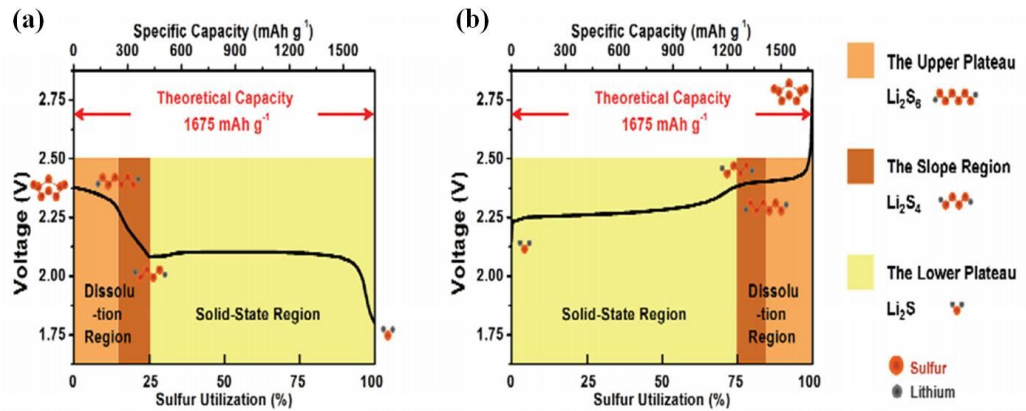 (a)
Specific Capacity (mAh g-1)
0 300 600 900 1200 1500
Theoretical Capacity
1675 mAh g-1
Voltage (V)
2.75
2.50
2.25
2.00
1.75
Dissolu
-tion
Region
Solid-State Region
0 25 50 75 100
Sulfur Utilization (%)
(b)
Specific Capacity (mAh g-1)
0 300 600 900 1200 1500
Theoretical Capacity
1675 mAh g-1
Voltage (V)
2.75
2.50
2.25
2.00
1.75
Solid-State Region
Dissolu
-tion
Region
0 25 50 75 100
Sulfur Utilization (%)
The Upper Plateau
Li2S6
The Slope Region
Li2S4
The Lower Plateau
Li2S
Sulfur
Lithium